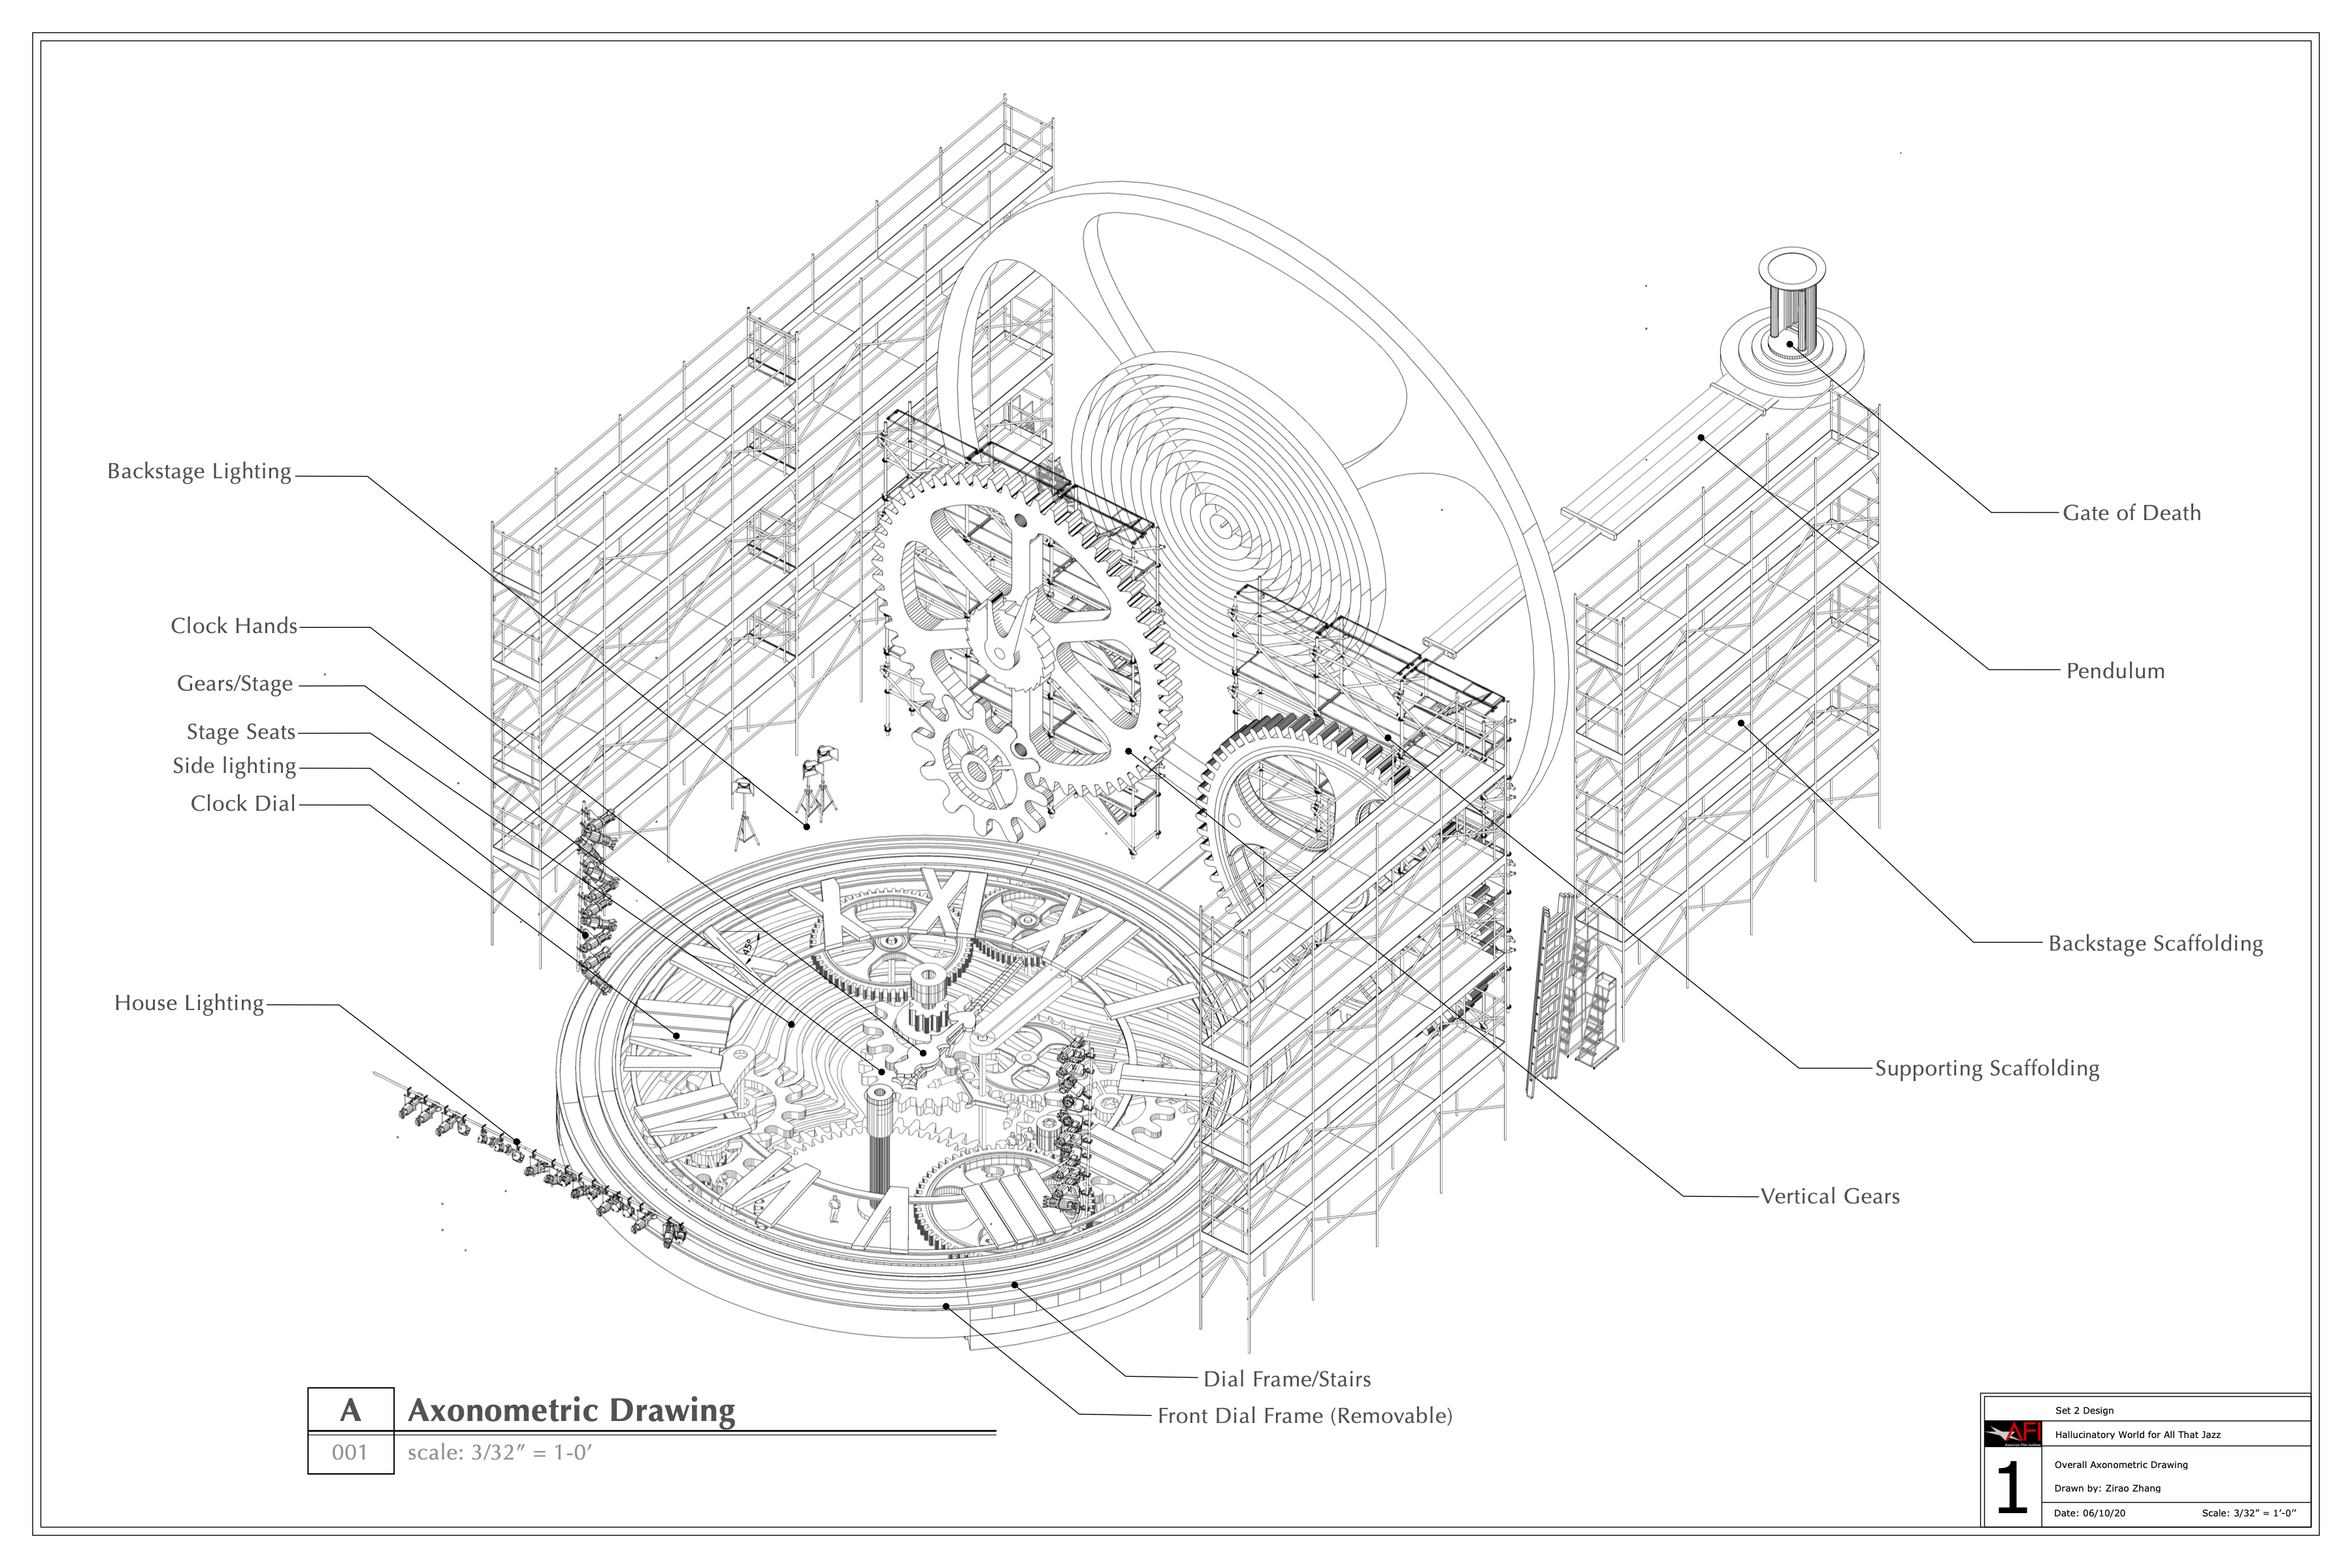 Backstage Lighting
Clock Hands
Gears/Stage
Stage Seats
Side lighting
Clock Dial
House Lighting
45°
Gate of Death
Pendulum
Backstage Scaffolding
Supporting Scaffolding
Vertical Gears
Dial Frame/Stairs
Front Dial Frame (Removable)
A
Axonometric Drawing
001
scale: 3/32” = 1-0’
Set 2 Design
AFI
Hallucinatory World for All That Jazz
1
Overall Axonometric Drawing
Drawn by: Zirao Zhang
Date: 06/10/20
Scale: 3/32” = 1’-0”